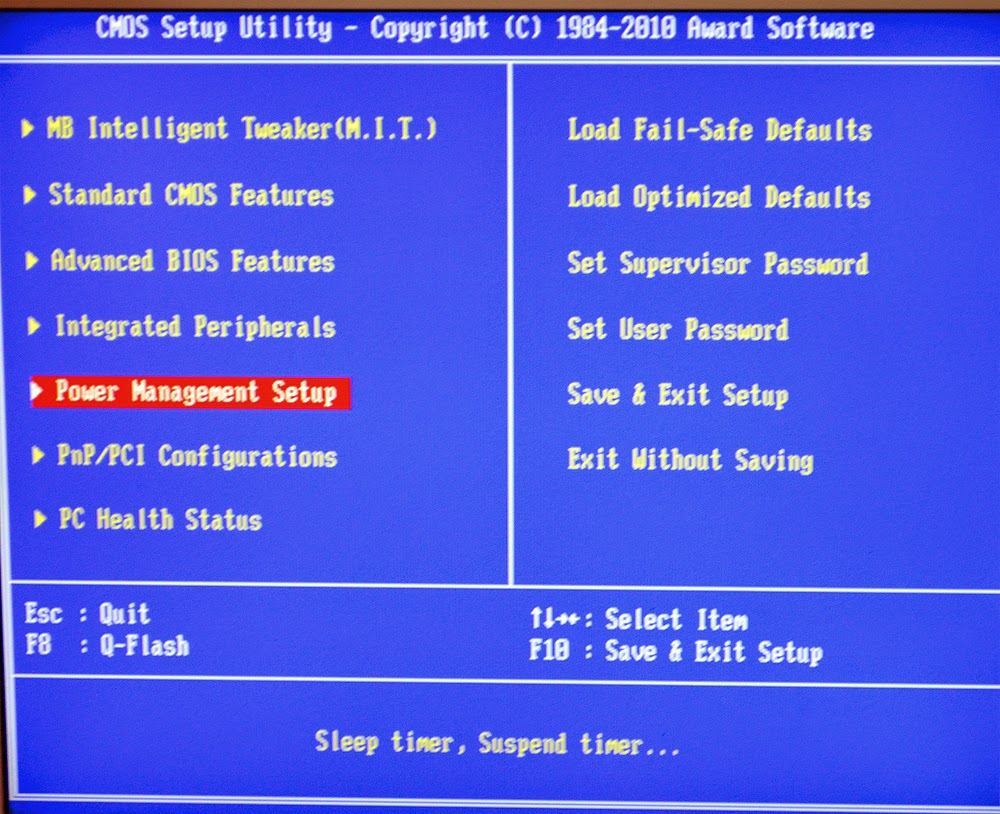 CMOS Setup Utility - Copyright (C) 1984-2010 Award Software
MB Intelligent Tweaker(M.I.T.)
Standard CMOS Features
Advanced BIOS Features
Integrated Peripherals
Power Management Setup
PnP/PCI Configurations
PC Health Status
Load Fail-Safe Defaults
Load Optimized Defaults
Set Supervisor Password
Set User Password
Save & Exit Setup
Exit Without Saving
Esc : Quit
F8 : Q-Flash
↑↓→←: Select Item
F10 : Save & Exit Setup
Sleep timer, Suspend timer...